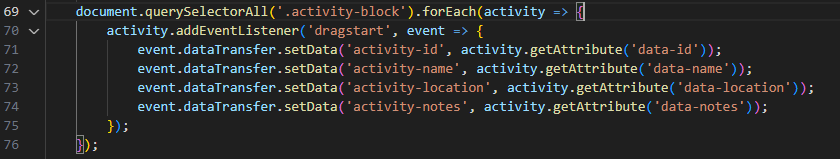 69 document.querySelectorAll('.activity-block').forEach(activity => {
70 activity.addEventListener('dragstart', event => {
71 event.dataTransfer.setData('activity-id', activity.getAttribute('data-id'));
72 event.dataTransfer.setData('activity-name', activity.getAttribute('data-name'));
73 event.dataTransfer.setData('activity-location', activity.getAttribute('data-location'));
74 event.dataTransfer.setData('activity-notes', activity.getAttribute('data-notes'));
75 });
76 });